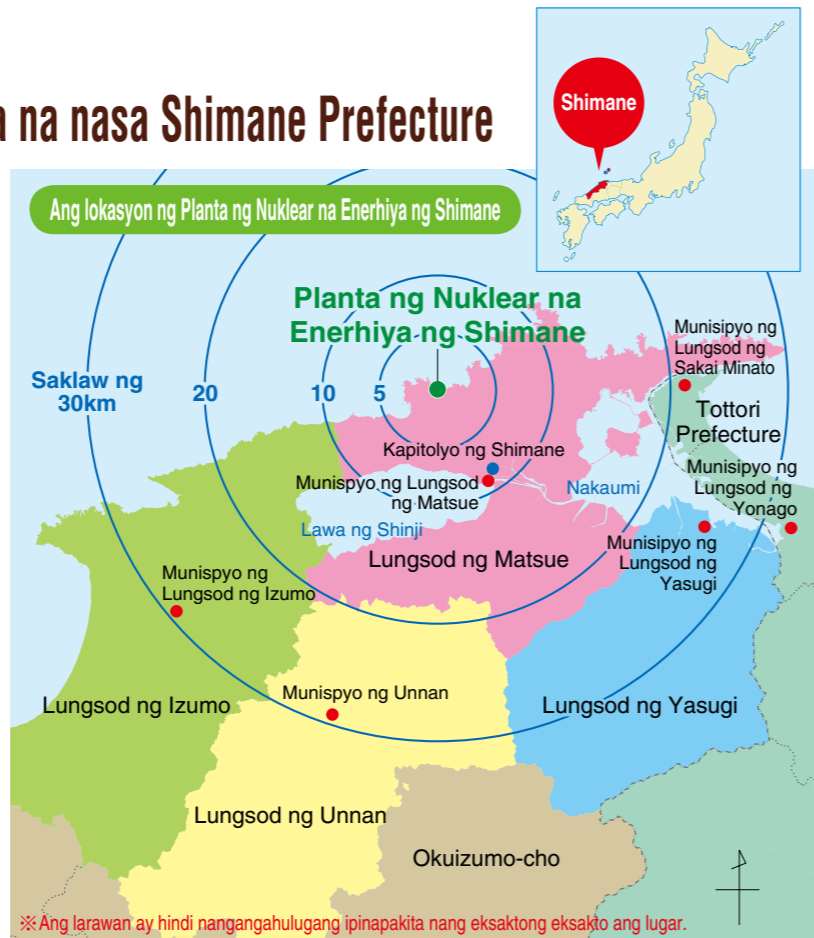 a na nasa Shimane Prefecture
Shimane
Ang lokasyon ng Planta ng Nuklear na Enerhiya ng Shimane
Planta ng Nuklear na
Enerhiya ng Shimane
Saklaw ng
30km
20
10
5
Munisipyo ng
Lungsod ng
Sakai Minato
Tottori
Prefecture
Kapitolyo ng Shimane
Munispyo ng Lungsod
ng Matsue
Nakaumi
Munisipyo ng
Lungsod ng
Yonago
Lawa ng Shinji
Lungsod ng Matsue
Munisipyo ng
Lungsod ng
Yasugi
Munispyo ng
Lungsod ng Izumo
Lungsod ng Izumo
Munispyo ng Unnan
Lungsod ng Yasugi
Lungsod ng Unnan
Okuizumo-cho
※Ang larawan ay hindi nangangahulugang ipinapakita nang eksaktong eksakto ang lugar.